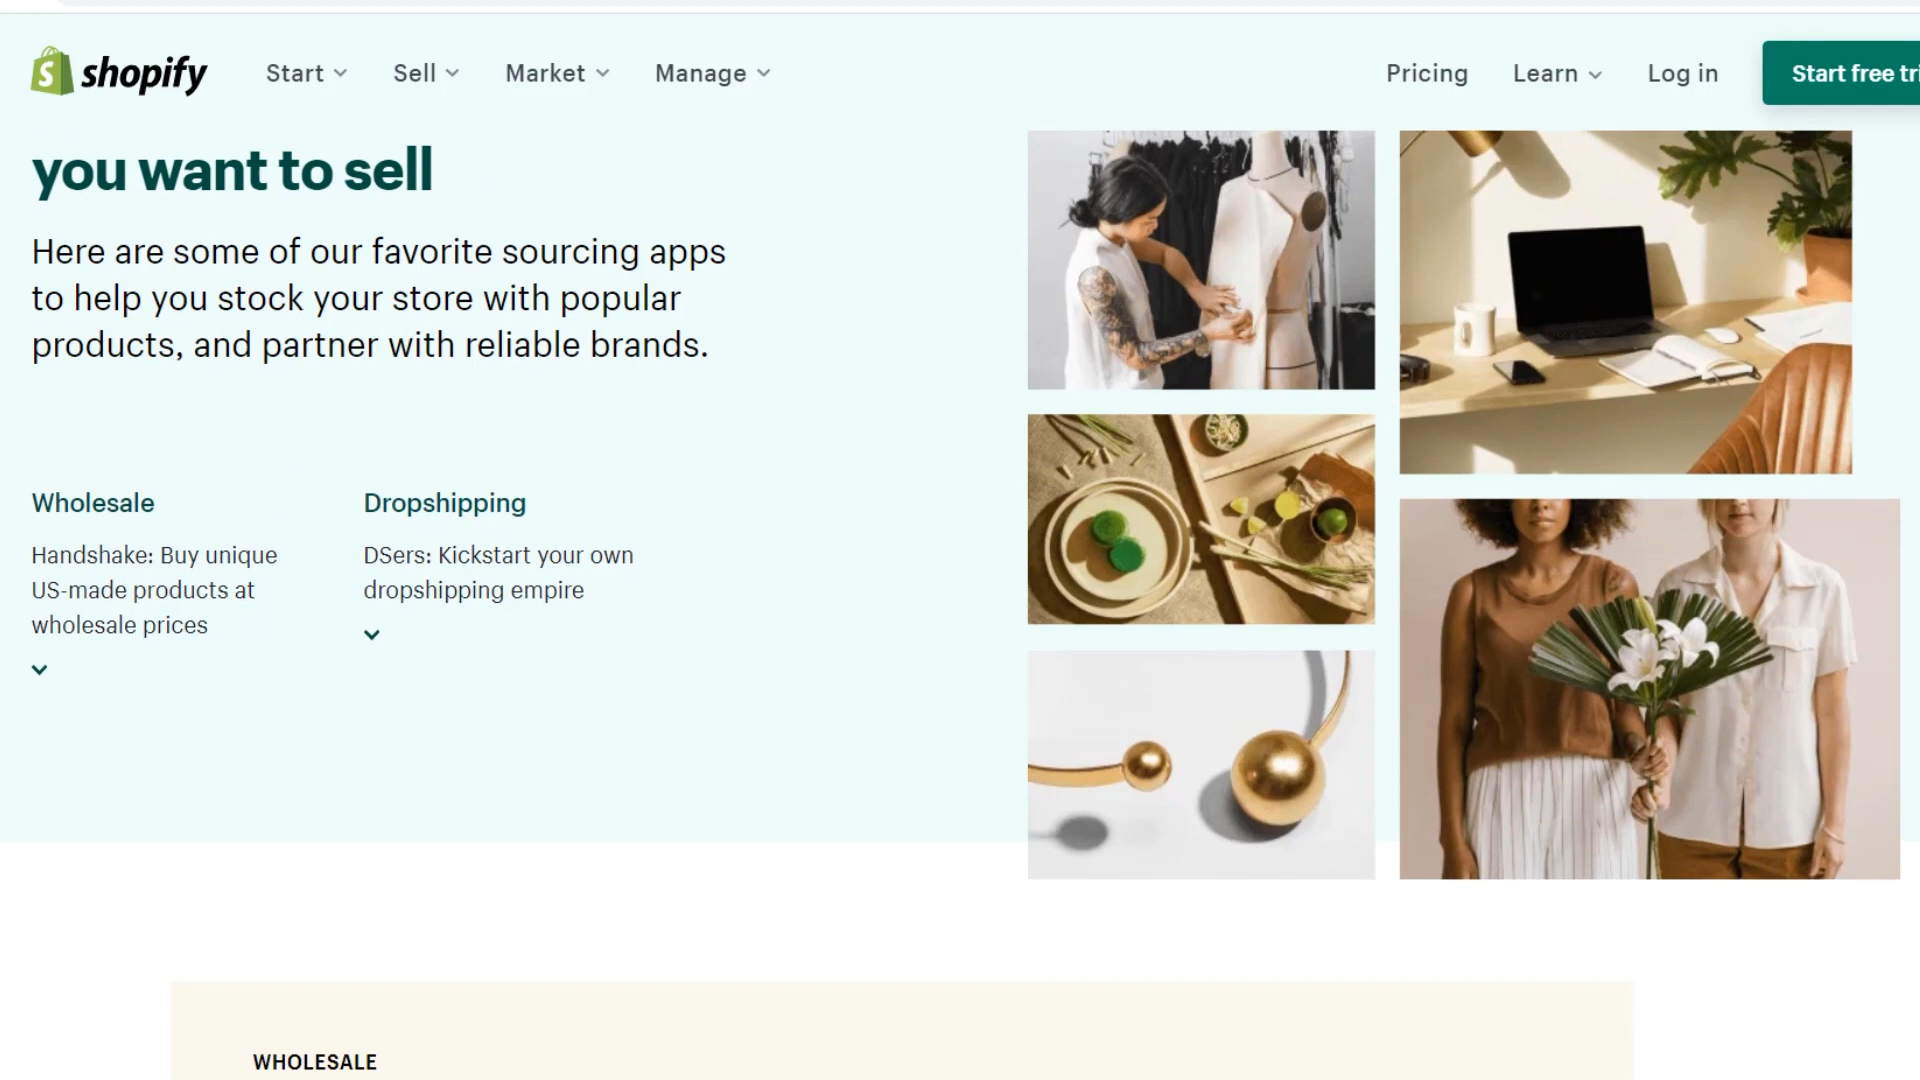 shopify
Start
Sell
Market
Manage
Pricing
Learn
Log in
Start free tri
you want to sell
Here are some of our favorite sourcing apps
to help you stock your store with popular
products, and partner with reliable brands.
Wholesale
Handshake: Buy unique
US-made products at
wholesale prices
Dropshipping
DSers: Kickstart your own
dropshipping empire
WHOLESALE